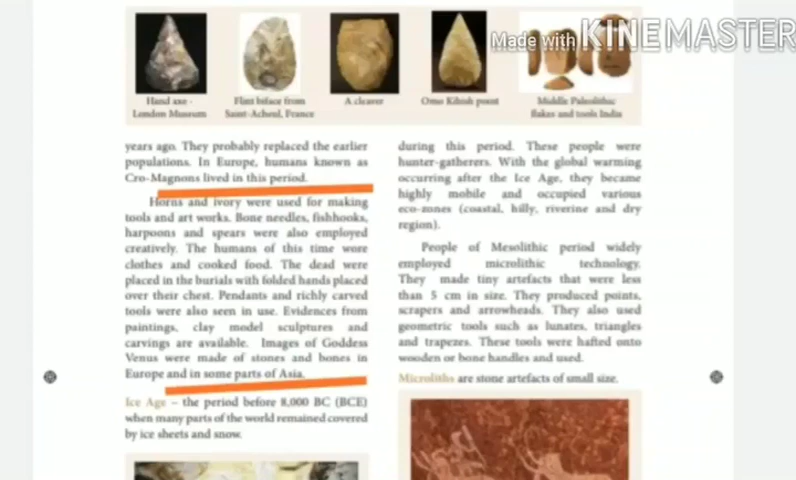 Made with KINEMASTER
Hand axe -
London Museum
Flint biface from
Saint-Acheul, France
A cleaver
Omo Kibish point
Middle Paleolithic
flakes and tools India
years ago. They probably replaced the earlier
populations. In Europe, humans known as
Cro-Magnons lived in this period.
Horns and ivory were used for making
tools and art works. Bone needles, fishhooks,
harpoons and spears were also employed
creatively. The humans of this time wore
clothes and cooked food. The dead were
placed in the burials with folded hands placed
over their chest. Pendants and richly carved
tools were also seen in use. Evidences from
paintings, clay model sculptures and
carvings are available. Images of Goddess
Venus were made of stones and bones in
Europe and in some parts of Asia.
Ice Age – the period before 8,000 BC (BCE)
when many parts of the world remained covered
by ice sheets and snow.
during this period. These people were
hunter-gatherers. With the global warming
occurring after the Ice Age, they became
highly mobile and occupied various
eco-zones (coastal, hilly, riverine and dry
region).
People of Mesolithic period widely
employed microlithic technology.
They made tiny artefacts that were less
than 5 cm in size. They produced points,
scrapers and arrowheads. They also used
geometric tools such as lunates, triangles
and trapezes. These tools were hafted onto
wooden or bone handles and used.
Microliths are stone artefacts of small size.